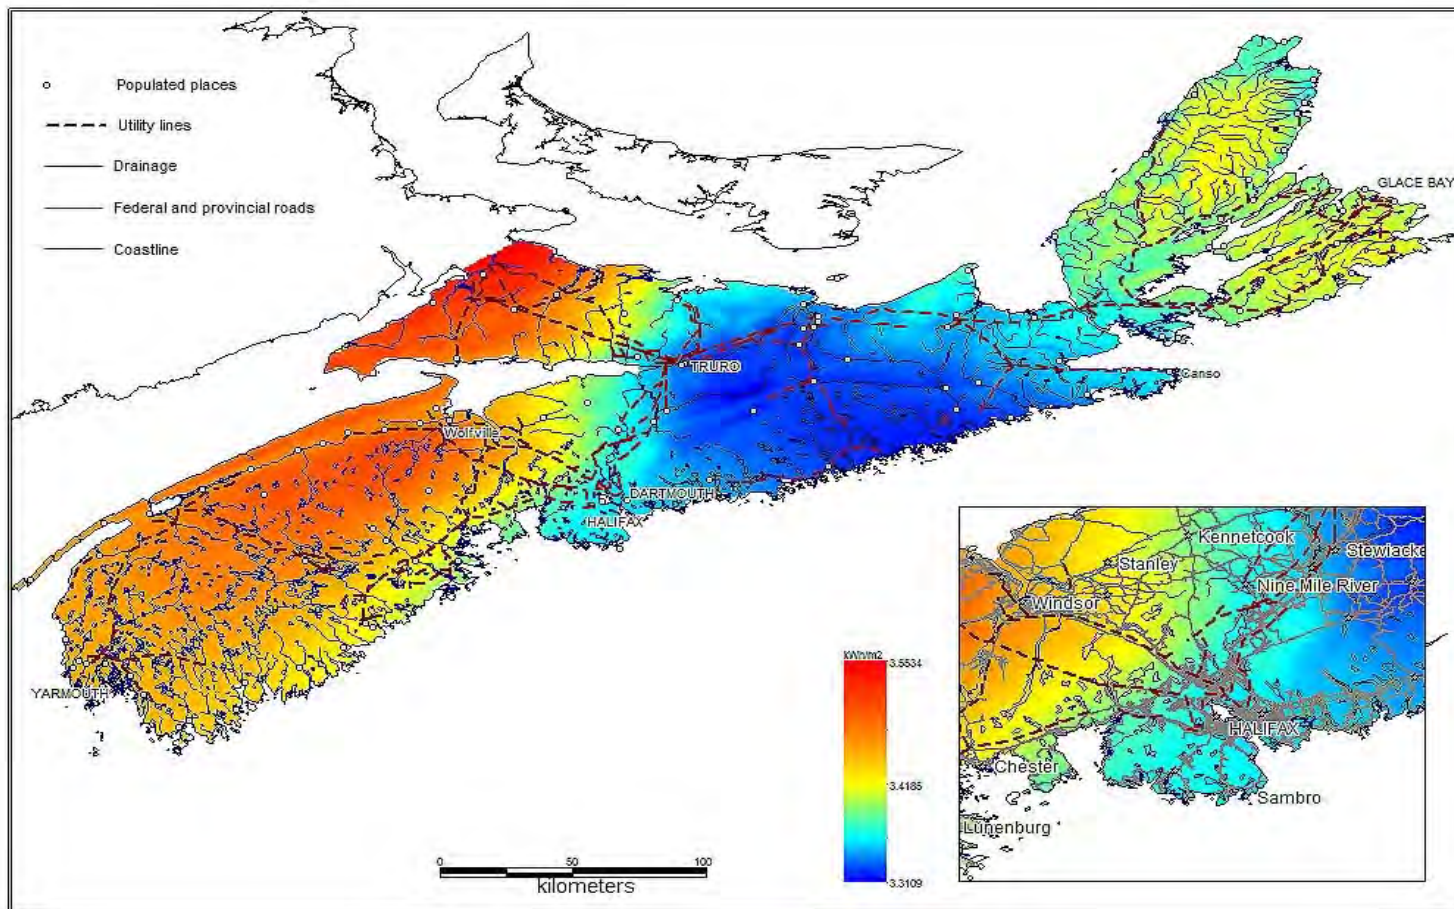 Populated places
Utility lines
Drainage
Federal and provincial roads
Coastline
GLACE BAY
TRURO
Canso
Wolfville
DARTMOUTH
HALIFAX
YARMOUTH
kWh/m2
3.5534
3.4185
3.3109
0 50 100
kilometers
Kennetcook
Stewiacke
Stanley
Nine Mile River
Windsor
HALIFAX
Chester
Sambro
Lunenburg